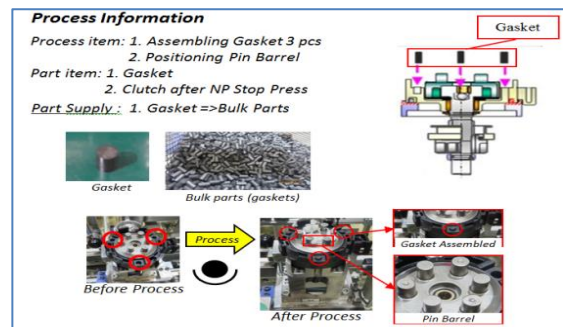 Process Information
Process item: 1. Assembling Gasket 3 pcs
2. Positioning Pin Barrel
Part item: 1. Gasket
2. Clutch after NP Stop Press
Part Supply : 1. Gasket =>Bulk Parts
Gasket
Gasket
Bulk parts (gaskets)
Process
Before Process
After Process
Gasket Assembled
Pin Barrel